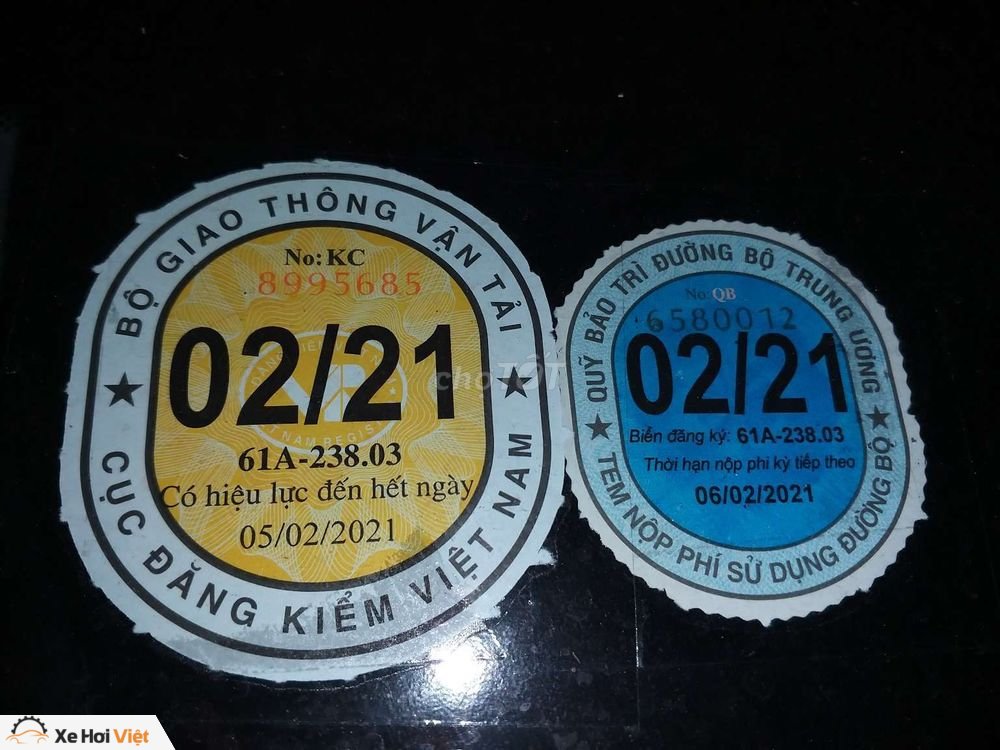 BỘ GIAO THÔNG VẬN TẢI
No: KC
8995685
02/21
61A-238.03
Có hiệu lực đến hết ngày
05/02/2021
CỤC ĐĂNG KIỂM VIỆT NAM
QUỸ BẢO TRÌ ĐƯỜNG BỘ TRUNG ƯƠNG
No: QB
6580012
02/21
Biển đăng ký: 61A-238.03
Thời hạn nộp phí kỳ tiếp theo
06/02/2021
TEM NỘP PHÍ SỬ DỤNG ĐƯỜNG BỘ
choTỐT
Xe Hơi Việt